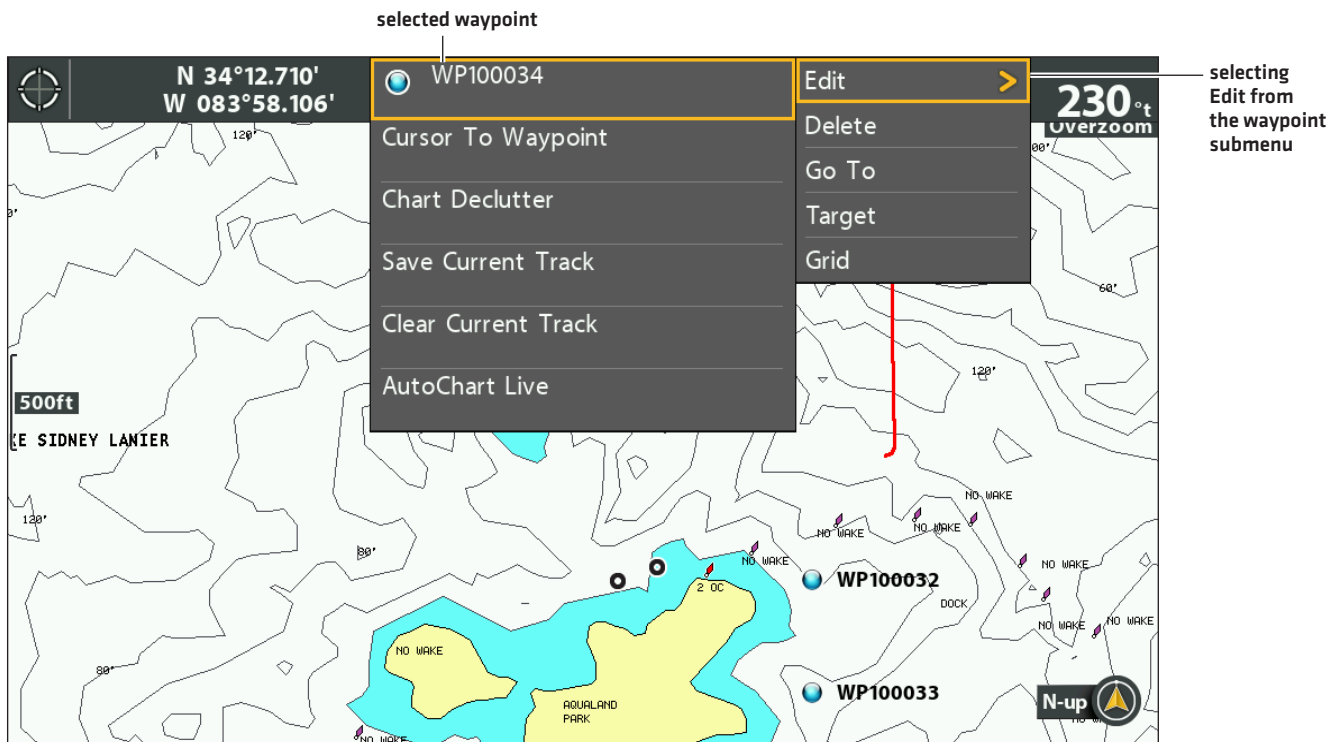 selected waypoint
N 34°12.710'
W 083°58.106'
WP100034
Edit
230°t
selecting
Edit from
the waypoint
submenu
Overzoom
120'
Cursor To Waypoint
Delete
Go To
Chart Declutter
Target
Save Current Track
Grid
60'
Clear Current Track
120'
AutoChart Live
500ft
E SIDNEY LANIER
NO WAKE
120'
NO WAKE
NO WAKE
80'
NO WAKE
NO WAKE
2 OC
WP100032
DOCK
NO WAKE
NO WAKE
NO WAKE
80'
WP100033
AQUALAND
PARK
N-up
NO WAKE